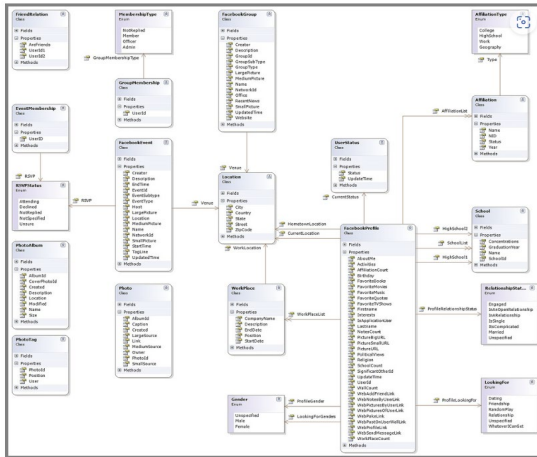 FriendRelation
Class
Fields
Properties
AreFriends
UserId1
UserId2
Methods
MembershipType
Enum
NotReplied
Member
Officer
Admin
GroupMembershipType
GroupMembership
Class
Fields
Properties
UserId
Methods
FacebookGroup
Class
Fields
Properties
Creator
Description
GroupId
GroupSubType
GroupType
LargePicture
MediumPicture
Name
NetworkId
Office
RecentNews
SmallPicture
UpdatedTime
Website
Methods
Venue
AffiliationType
Enum
College
HighSchool
Work
Geography
Type
AffiliationList
Affiliation
Class
Fields
Properties
Name
NID
Status
Year
Methods
EventMembership
Class
Fields
Properties
UserID
Methods
RSVP
RSVPStatus
Enum
Attending
Declined
NotReplied
NotSpecified
Unsure
RSVP
FacebookEvent
Class
Fields
Properties
Creator
Description
EndTime
EventId
EventSubtype
EventType
Host
LargePicture
Location
MediumPicture
Name
NetworkId
SmallPicture
StartTime
TagLine
UpdatedTime
Methods
Venue
Location
Class
Fields
Properties
City
Country
State
Street
ZipCode
Methods
UserStatus
Class
Fields
Properties
Status
UpdateTime
Methods
CurrentStatus
HometownLocation
CurrentLocation
WorkLocation
FacebookProfile
Class
Fields
Properties
AboutMe
Activities
AffiliationCount
Birthday
FavoriteBooks
FavoriteMovies
FavoriteMusic
FavoriteQuotes
FavoriteTVShows
FirstName
Interests
IsApplicationUser
LastName
NotesCount
PictureBigURL
PictureSmallURL
PictureURL
PoliticalViews
Religion
SchoolCount
SignificantOtherId
UpdateTime
UserId
WallCount
WebAddFriendLink
WebNotesByUserLink
WebPicturesByUserLink
WebPicturesOfUserLink
WebPokeLink
WebPostOnUserWallLink
WebProfileLink
WebSendMessageLink
WorkPlaceCount
Methods
HighSchool2
SchoolList
HighSchool1
School
Class
Fields
Properties
Concentrations
GraduationYear
Name
SchoolId
Methods
PhotoAlbum
Class
Fields
Properties
AlbumId
CoverPhotoId
Created
Description
Location
Modified
Name
Size
Methods
Photo
Class
Fields
Properties
AlbumId
Caption
Created
LargeSource
Link
MediumSource
Owner
PhotoId
SmallSource
Methods
WorkPlace
Class
Fields
Properties
CompanyName
Description
EndDate
Position
StartDate
Methods
WorkPlaceList
ProfileRelationshipStatus
RelationshipStat...
Enum
Engaged
InAnOpenRelationship
InARelationship
IsSingle
ItsComplicated
Married
Unspecified
PhotoTag
Class
Fields
Properties
PhotoId
Position
User
Methods
Gender
Enum
Unspecified
Male
Female
ProfileGender
LookingForGenders
ProfileLookingFor
LookingFor
Enum
Dating
Friendship
RandomPlay
Relationship
Unspecified
WhateverICanGet